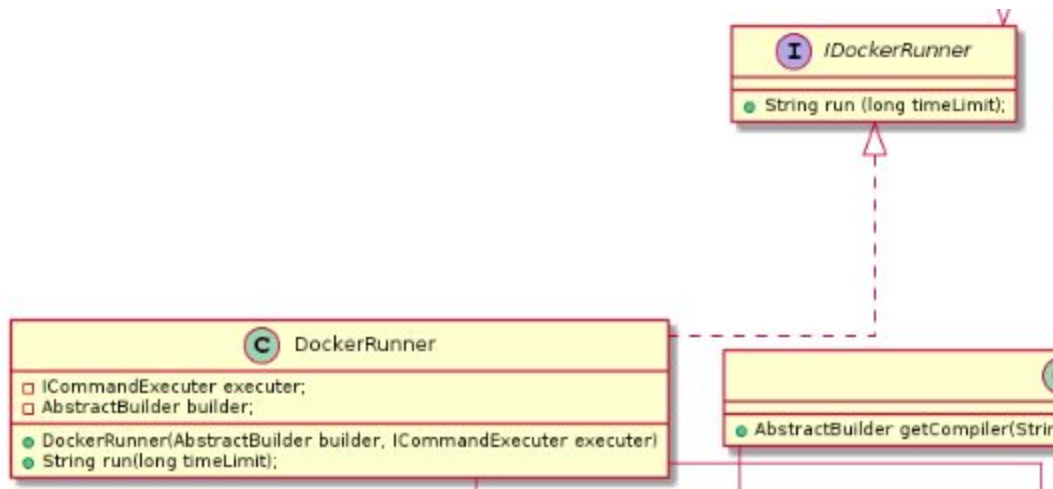 I IDockerRunner
String run (long timeLimit);
C DockerRunner
ICommandExecuter executer;
AbstractBuilder builder;
DockerRunner(AbstractBuilder builder, ICommandExecuter executer)
String run(long timeLimit);
AbstractBuilder getCompiler(